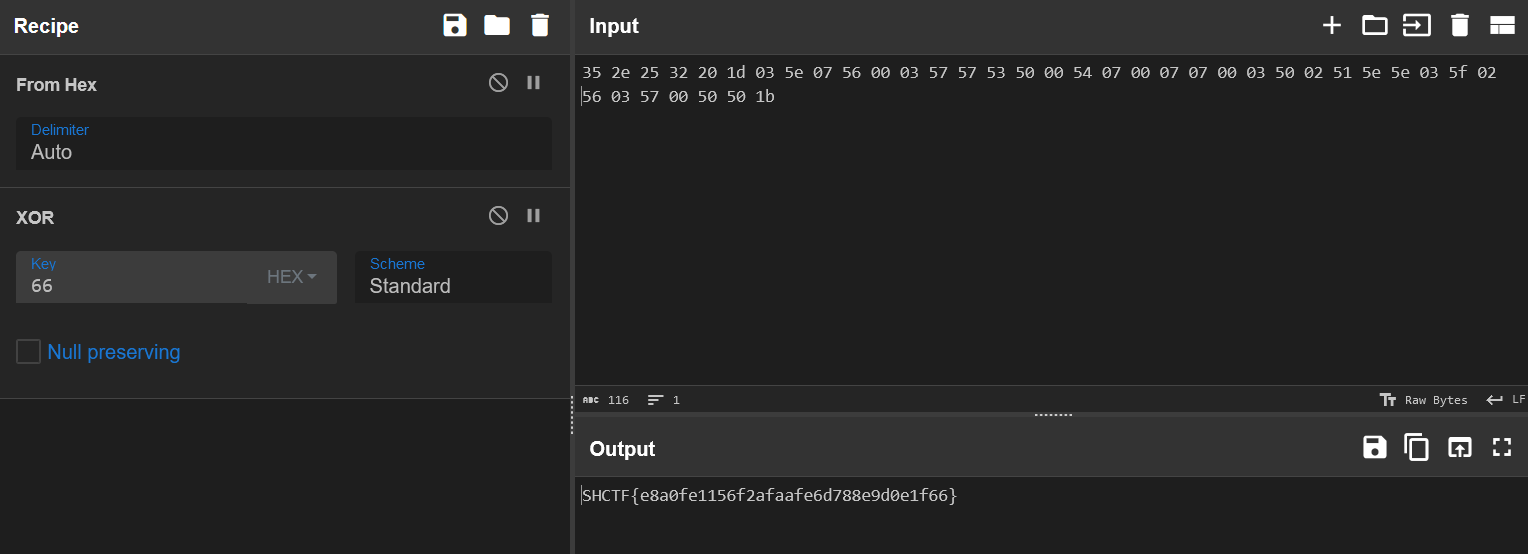 Recipe
From Hex
Delimiter
Auto
XOR
Key
66
HEX
Scheme
Standard
Null preserving
Input
35 2e 25 32 20 1d 03 5e 07 56 00 03 57 57 53 50 00 54 07 00 07 07 00 03 50 02 51 5e 5e 03 5f 02
56 03 57 00 50 50 1b
ABC 116 1
Tт Raw Bytes LF
Output
SHCTF{e8a0fe1156f2afaafe6d788e9d0e1f66}